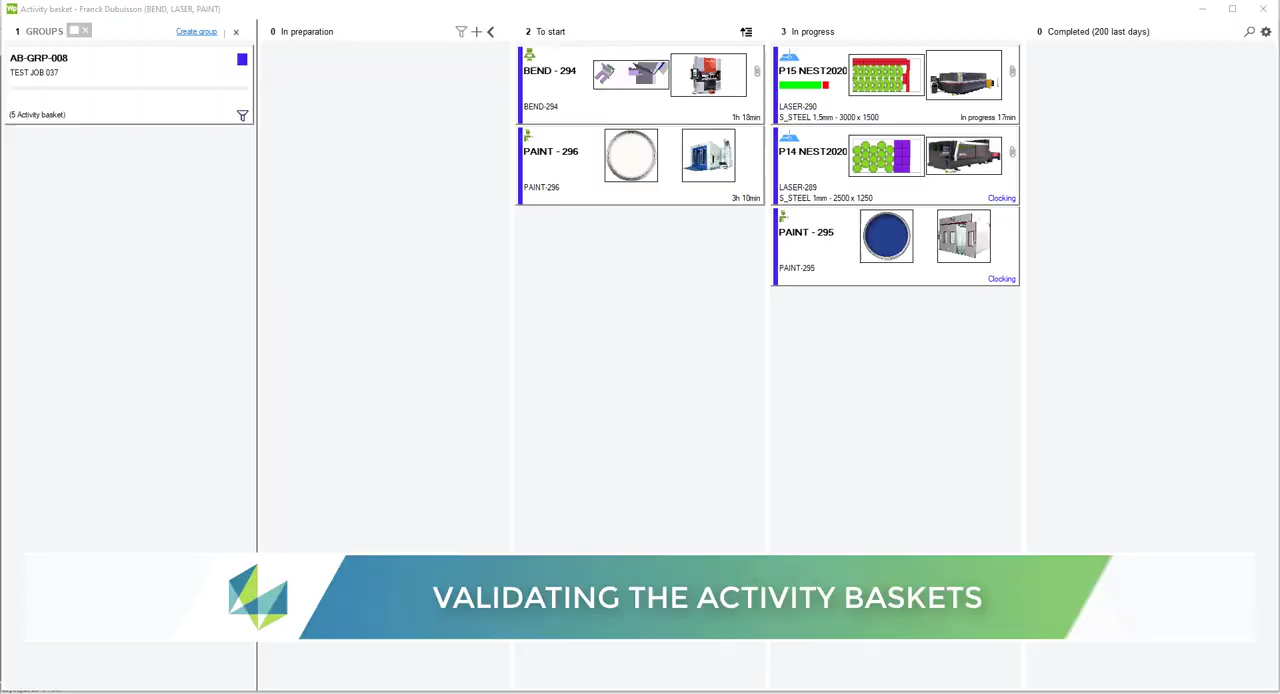 Wp Activity basket - Franck Dubuisson (BEND, LASER, PAINT)
1 GROUPS Create group
AB-GRP-008
TEST JOB 037
(5 Activity basket)
0 In preparation
2 To start
BEND - 294
BEND-294
1h 18min
PAINT - 296
PAINT-296
3h 10min
3 In progress
P15 NEST2020
LASER-290
S_STEEL 1,5mm - 3000 x 1500 In progress 17min
P14 NEST2020
LASER-289
S_STEEL 1mm - 2500 x 1250 Clocking
PAINT - 295
PAINT-295
Clocking
0 Completed (200 last days)
VALIDATING THE ACTIVITY BASKETS